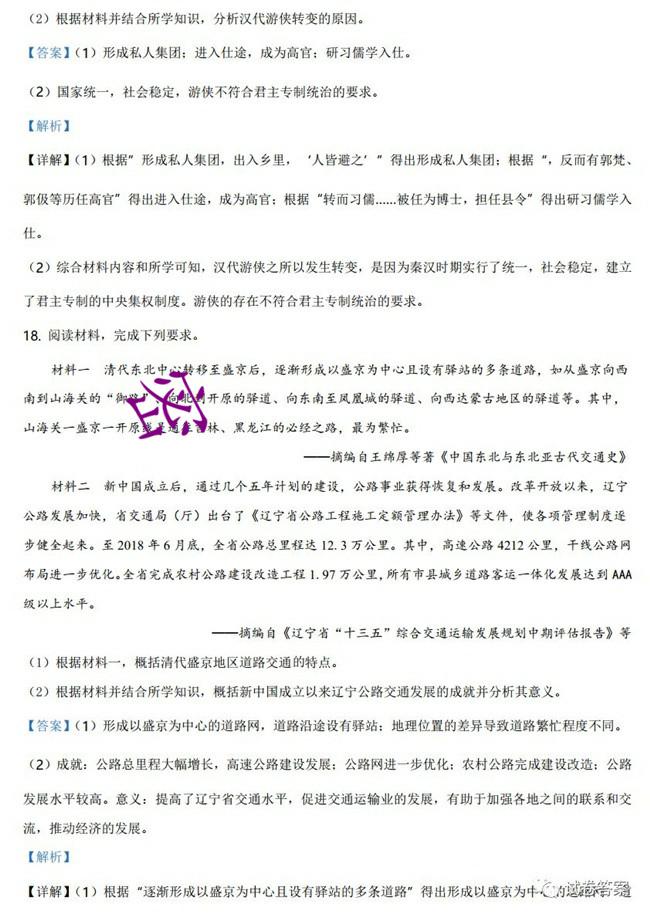 （2）根据材料并结合所学知识，分析汉代游侠转变的原因。
【答案】（1）形成私人集团；进入仕途，成为高官；研习儒学入仕。
（2）国家统一，社会稳定，游侠不符合君主专制统治的要求。
【解析】
【详解】（1）根据”形成私人集团，出入乡里，‘人皆避之’”得出形成私人集团；根据“，反而有郭梵、
郭伋等历任高官”得出进入仕途，成为高官；根据“转而习儒……被任为博士，担任县令”得出研习儒学入
仕。
（2）综合材料内容和所学可知，汉代游侠之所以发生转变，是因为秦汉时期实行了统一，社会稳定，建立
了君主专制的中央集权制度。游侠的存在不符合君主专制统治的要求。
18. 阅读材料，完成下列要求。
材料一 清代东北中心转移至盛京后，逐渐形成以盛京为中心且设有驿站的多条道路，如从盛京向西
南到山海关的“御路”、向北到开原的驿道、向东南至凤凰城的驿道、向西达蒙古地区的驿道等。其中，
山海关—盛京—开原线是通往吉林、黑龙江的必经之路，最为繁忙。
——摘编自王绵厚等著《中国东北与东北亚古代交通史》
材料二 新中国成立后，通过几个五年计划的建设，公路事业获得恢复和发展。改革开放以来，辽宁
公路发展加快，省交通局（厅）出台了《辽宁省公路工程施工定额管理办法》等文件，使各项管理制度逐
步健全起来。至2018年6月底，全省公路总里程达12.3万公里。其中，高速公路4212公里，干线公路网
布局进一步优化。全省完成农村公路建设改造工程1.97万公里，所有市县城乡道路客运一体化发展达到AAA
级以上水平。
——摘编自《辽宁省“十三五”综合交通运输发展规划中期评估报告》等
（1）根据材料一，概括清代盛京地区道路交通的特点。
（2）根据材料并结合所学知识，概括新中国成立以来辽宁公路交通发展的成就并分析其意义。
【答案】（1）形成以盛京为中心的道路网，道路沿途设有驿站；地理位置的差异导致道路繁忙程度不同。
（2）成就：公路总里程大幅增长，高速公路建设发展；公路网进一步优化；农村公路完成建设改造；公路
发展水平较高。意义：提高了辽宁省交通水平，促进交通运输业的发展，有助于加强各地之间的联系和交
流，推动经济的发展。
【解析】
【详解】（1）根据“逐渐形成以盛京为中心且设有驿站的多条道路”得出形成以盛京为中心的道路网，道
试卷答案